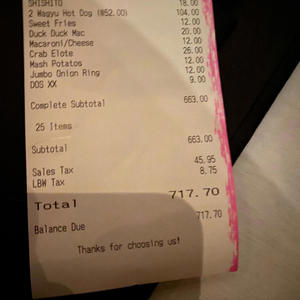 SHISHITO 18.00
2 Wagyu Hot Dog (@52.00) 104.00
Sweet Fries 12.00
Duck Duck Mac 20.00
Macaroni/Cheese 12.00
Crab Elote 26.00
Mash Potatos 12.00
Jumbo Onion Ring 12.00
DOS XX 9.00
Complete Subtotal 663.00
25 Items
Subtotal 663.00
Sales Tax 45.95
LBW Tax 8.75
Total 717.70
Balance Due 717.70
Thanks for choosing us!